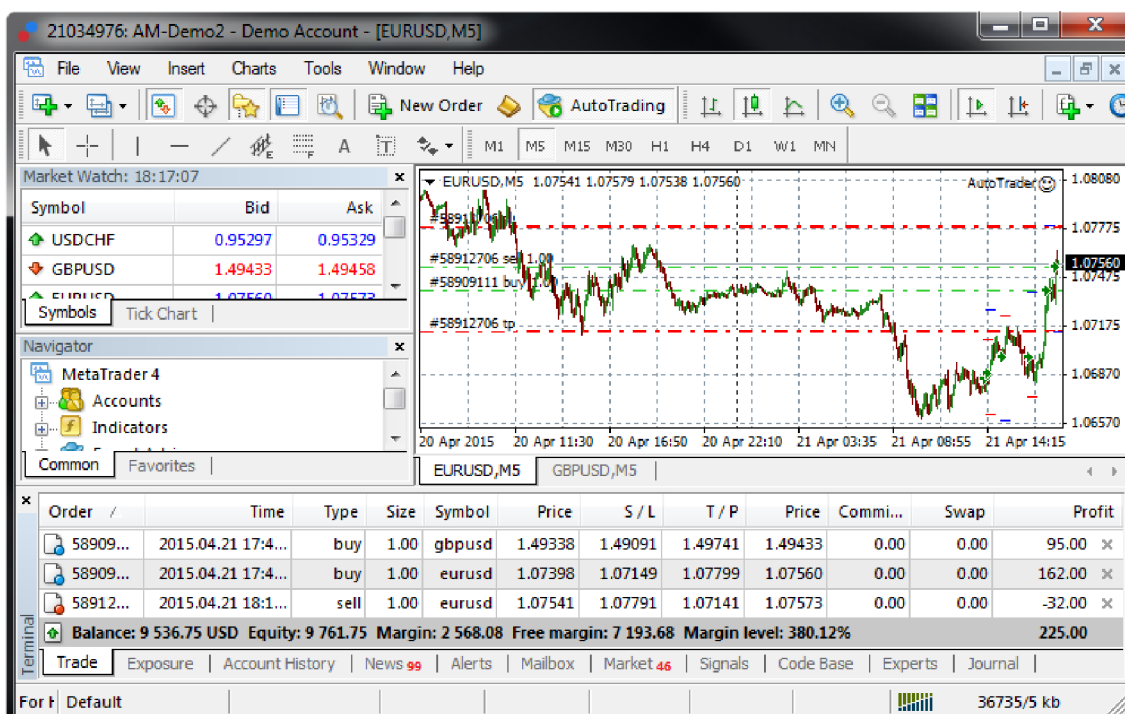 21034976: AM-Demo2 - Demo Account - [EURUSD,M5]
File View Insert Charts Tools Window Help
New Order AutoTrading
E F A T M1 M5 M15 M30 H1 H4 D1 W1 MN
Market Watch: 18:17:07
Symbol Bid Ask
USDCHF 0.95297 0.95329
GBPUSD 1.49433 1.49458
EURUSD 1.07560 1.07573
Symbols Tick Chart
Navigator
MetaTrader 4
Accounts
Indicators
Common Favorites
EURUSD,M5 1.07541 1.07579 1.07538 1.07560
AutoTrader
#58912706 sell 1.00
#58909111 buy 1.00
#58912706 tp
1.08080
1.07775
1.07560
1.07475
1.07175
1.06870
1.06570
20 Apr 2015 20 Apr 11:30 20 Apr 16:50 20 Apr 22:10 21 Apr 03:35 21 Apr 08:55 21 Apr 14:15
EURUSD,M5 GBPUSD,M5
Order / Time Type Size Symbol Price S / L T / P Price Commi... Swap Profit
58909... 2015.04.21 17:4... buy 1.00 gbpusd 1.49338 1.49091 1.49741 1.49433 0.00 0.00 95.00
58909... 2015.04.21 17:4... buy 1.00 eurusd 1.07398 1.07149 1.07799 1.07560 0.00 0.00 162.00
58912... 2015.04.21 18:1... sell 1.00 eurusd 1.07541 1.07791 1.07141 1.07573 0.00 0.00 -32.00
Balance: 9 536.75 USD Equity: 9 761.75 Margin: 2 568.08 Free margin: 7 193.68 Margin level: 380.12% 225.00
Terminal
Trade Exposure Account History News 99 Alerts Mailbox Market 46 Signals Code Base Experts Journal
For Default 36735/5 kb